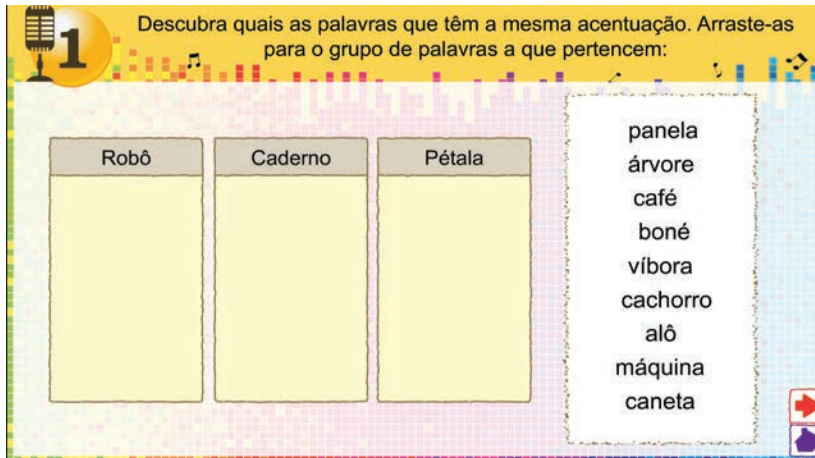 1
Descubra quais as palavras que têm a mesma acentuação. Arraste-as
para o grupo de palavras a que pertencem:
Robô
Caderno
Pétala
panela
árvore
café
boné
víbora
cachorro
alô
máquina
caneta